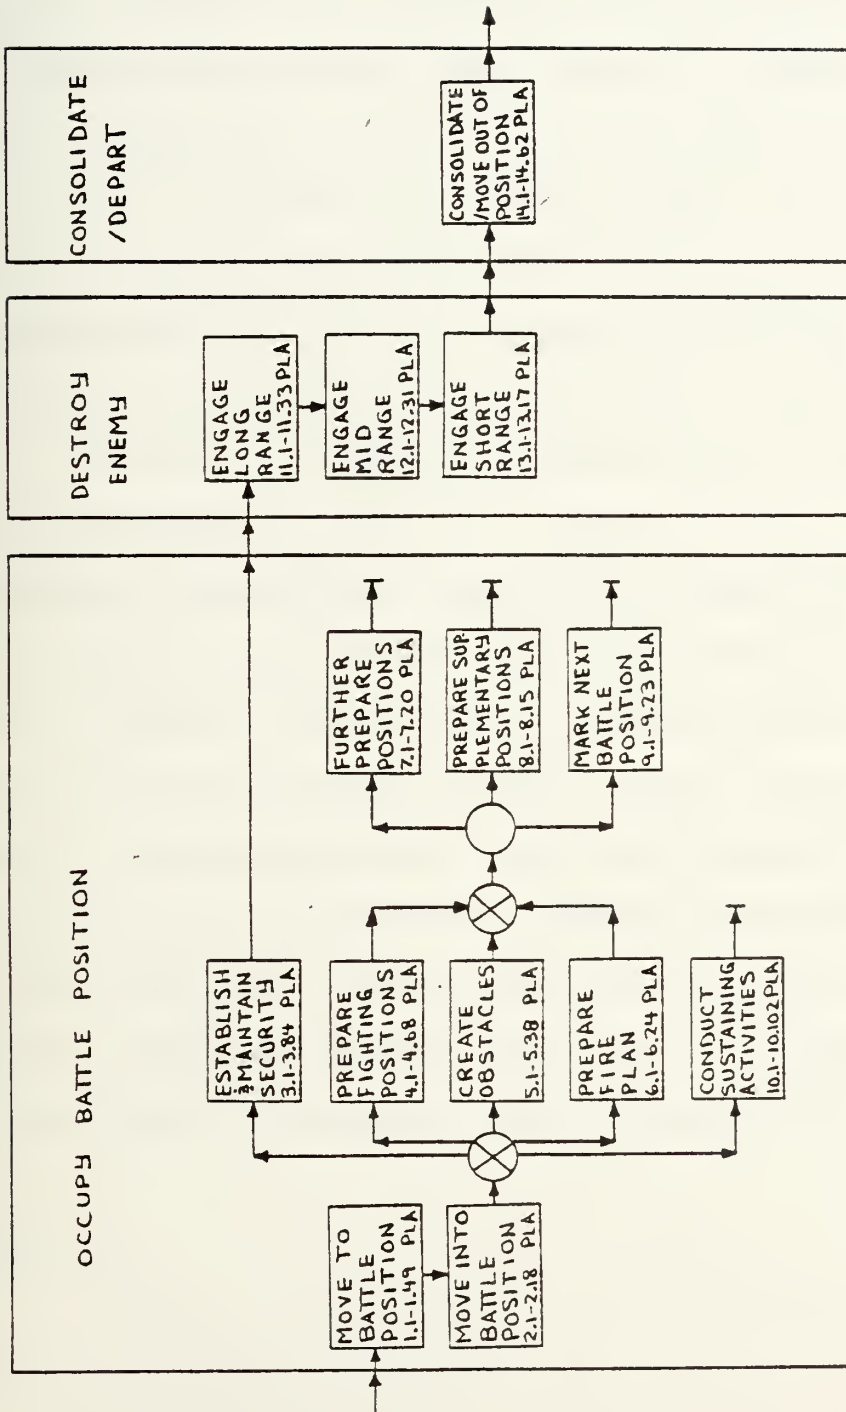 OCCUPY BATTLE POSITION
MOVE TO
BATTLE
POSITION
1.1-1.49 PLA
MOVE INTO
BATTLE
POSITION
2.1-2.18 PLA
ESTABLISH
& MAINTAIN
SECURITY
3.1-3.84 PLA
PREPARE
FIGHTING
POSITIONS
4.1-4.68 PLA
CREATE
OBSTACLES
5.1-5.38 PLA
PREPARE
FIRE
PLAN
6.1-6.24 PLA
CONDUCT
SUSTAINING
ACTIVITIES
10.1-10.102 PLA
FURTHER
PREPARE
POSITIONS
7.1-7.20 PLA
PREPARE SUP-
PLEMENTARY
POSITIONS
8.1-8.15 PLA
MARK NEXT
BATTLE
POSITION
9.1-9.23 PLA
DESTROY
ENEMY
ENGAGE
LONG
RANGE
11.1-11.33 PLA
ENGAGE
MID
RANGE
12.1-12.31 PLA
ENGAGE
SHORT
RANGE
13.1-13.17 PLA
CONSOLIDATE
/DEPART
CONSOLIDATE
/MOVE OUT OF
POSITION
14.1-14.62 PLA